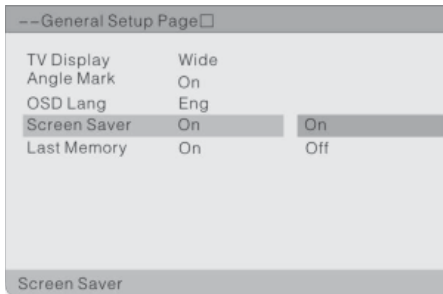 --General Setup Page□
TV Display Wide
Angle Mark On
OSD Lang Eng
Screen Saver On On
Last Memory On Off
Screen Saver